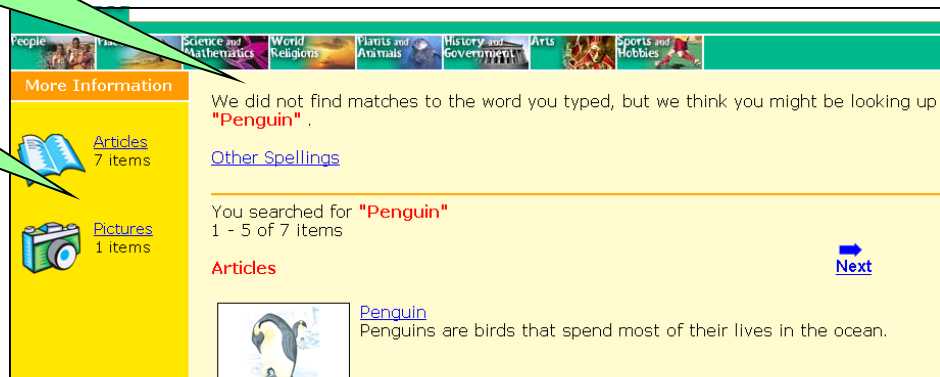 People
Science and Mathematics
World Religions
Plants and Animals
History and Government
Arts
Sports and Hobbies
More Information
We did not find matches to the word you typed, but we think you might be looking up
"Penguin" .
Other Spellings
Articles
7 items
Pictures
1 items
You searched for "Penguin"
1 - 5 of 7 items
Next
Articles
Penguin
Penguins are birds that spend most of their lives in the ocean.